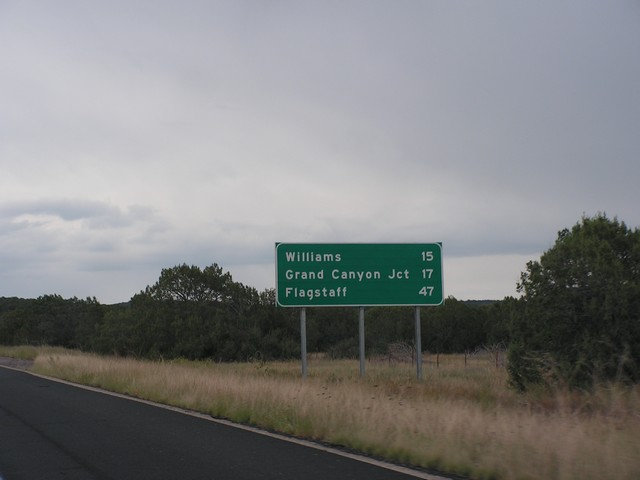 Williams 15
Grand Canyon Jct 17
Flagstaff 47